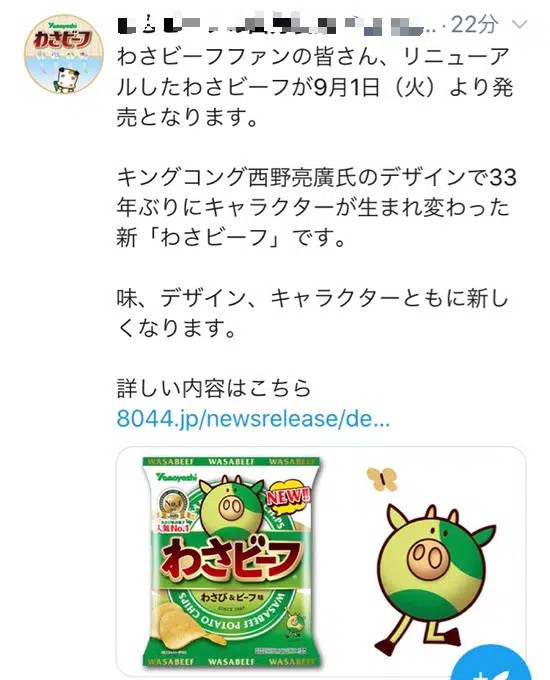 Yamayoshi
わさビーフ
…・22分
わさビーフファンの皆さん、リニューア
ルしたわさビーフが9月1日（火）より発
売となります。
キングコング西野亮廣氏のデザインで33
年ぶりにキャラクターが生まれ変わった
新「わさビーフ」です。
味、デザイン、キャラクターともに新し
くなります。
詳しい内容はこちら
8044.jp/newsrelease/de…
WASABEEF WASABEEF WASABEEF
Yamayoshi
NEW!!
No.1
人気No.1
CHIPS
わさビーフ
わさび&ビーフ味
SINCE 1987
WASABEEF POTATO CHIPS
WASABEEF WASABEEF WASABEEF